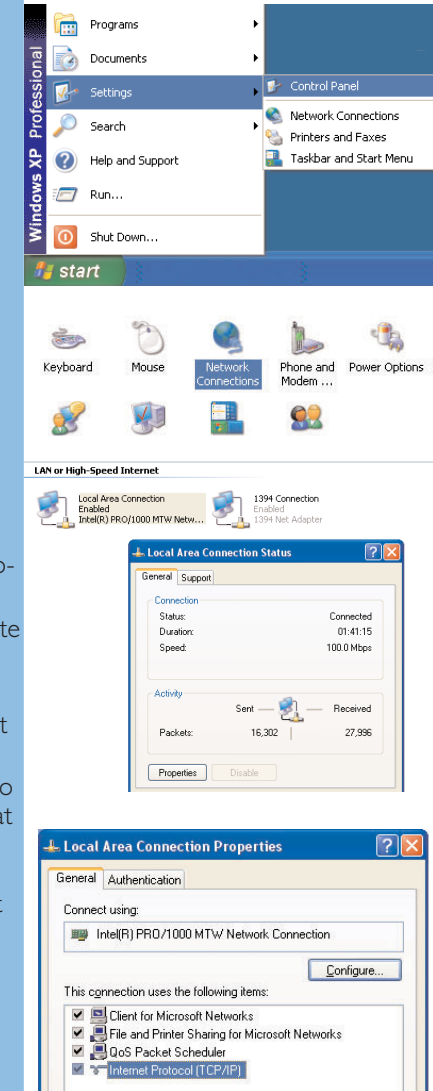 Programs
Documents
Settings
Control Panel
Search
Network Connections
Printers and Faxes
Help and Support
Taskbar and Start Menu
Run...
Shut Down...
Windows XP Professional
start
Keyboard
Mouse
Network Connections
Phone and Modem ...
Power Options
LAN or High-Speed Internet
Local Area Connection
Enabled
Intel(R) PRO/1000 MTW Netw...
1394 Connection
Enabled
1394 Net Adapter
Local Area Connection Status
General Support
Connection
Status: Connected
Duration: 01:41:15
Speed: 100.0 Mbps
Activity
Sent Received
Packets: 16,302 27,996
Properties Disable
Local Area Connection Properties
General Authentication
Connect using:
Intel(R) PRO/1000 MTW Network Connection
Configure...
This connection uses the following items:
Client for Microsoft Networks
File and Printer Sharing for Microsoft Networks
QoS Packet Scheduler
Internet Protocol (TCP/IP)